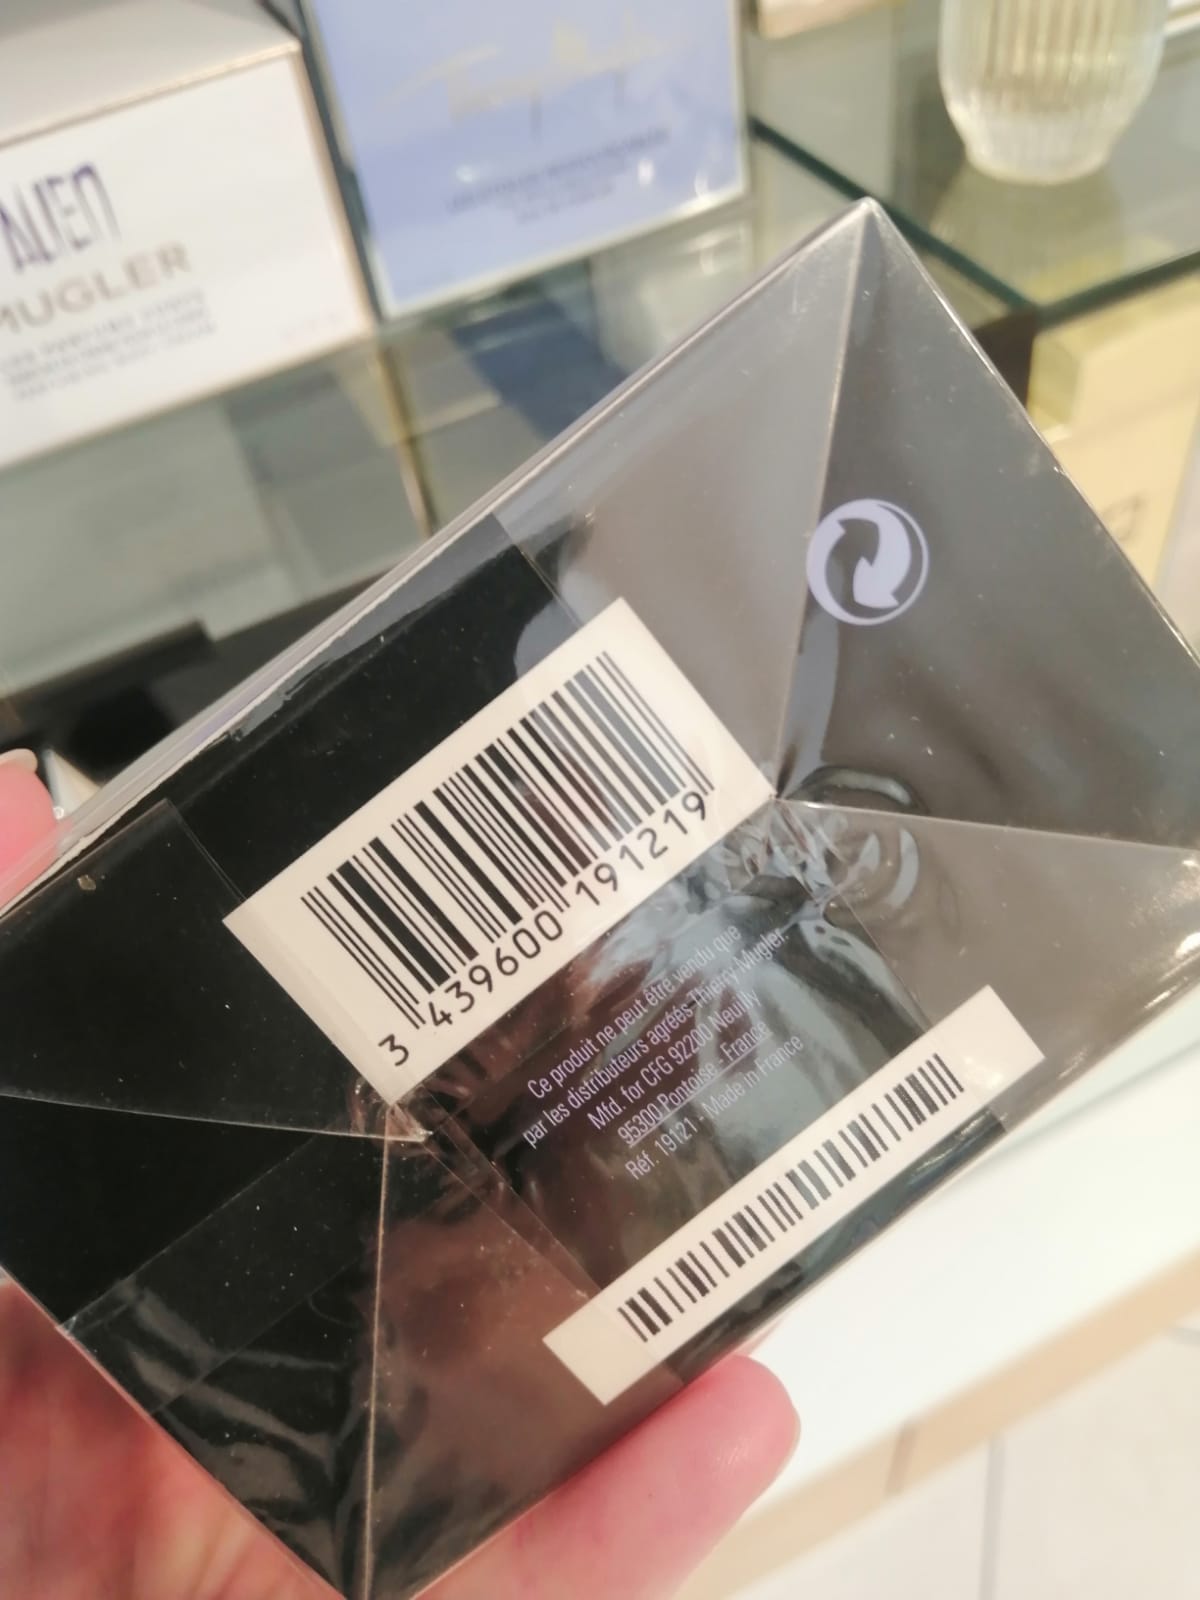 ALIEN
MUGLER
3 439600 191219
Ce produit ne peut être vendu que
par les distributeurs agréés Thierry Mugler.
Mfd. for CFG 92200 Neuilly
95300 Pontoise - France
Réf. 19121 - Made in France